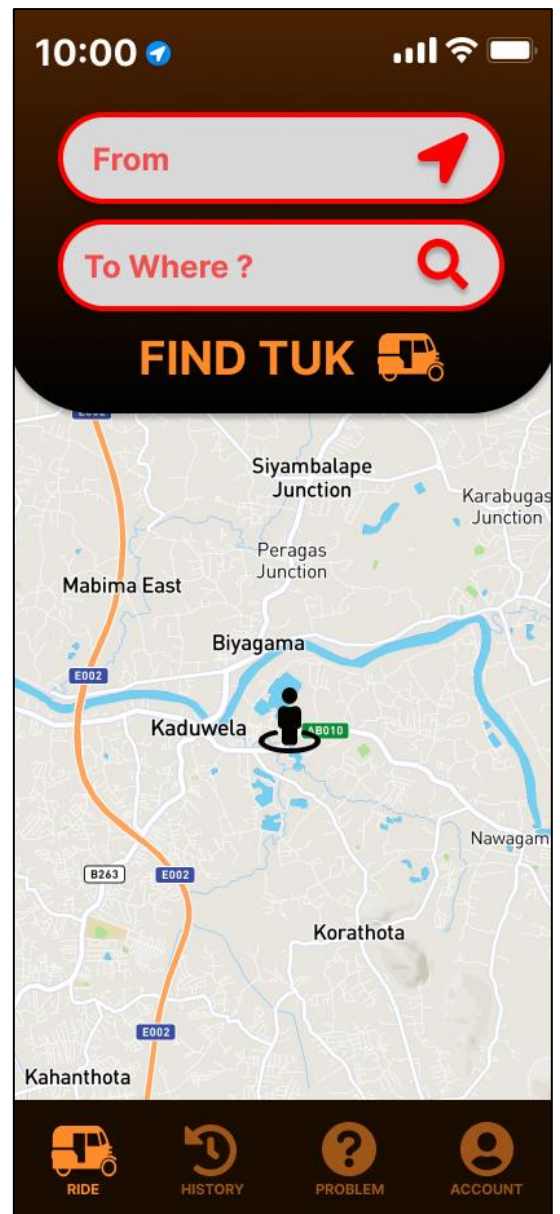 10:00
From
To Where ?
FIND TUK
E002
Siyambalape
Junction
Karabugas
Junction
Peragas
Junction
Mabima East
Biyagama
E002
Kaduwela
AB010
Nawagam
B263
E002
Korathota
E002
Kahanthota
RIDE
HISTORY
PROBLEM
ACCOUNT